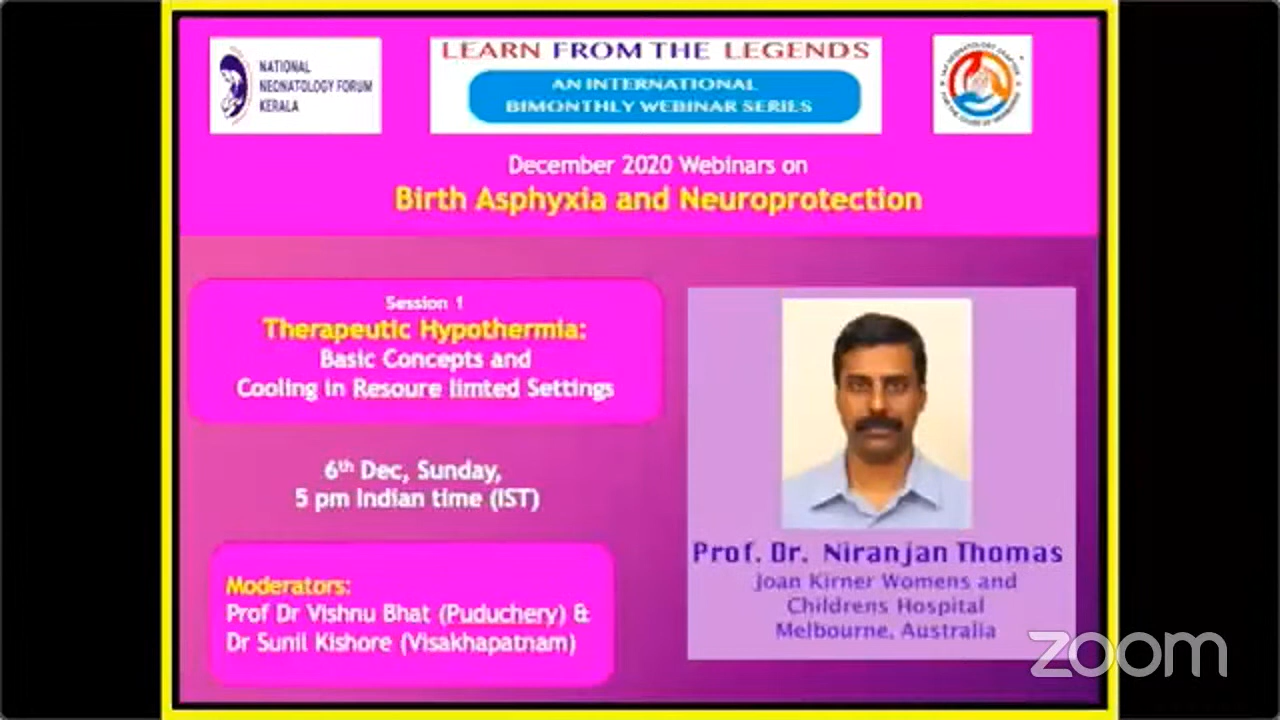 NATIONAL
NEONATOLOGY FORUM
KERALA
LEARN FROM THE LEGENDS
AN INTERNATIONAL
BIMONTHLY WEBINAR SERIES
December 2020 Webinars on
Birth Asphyxia and Neuroprotection
Session 1
Therapeutic Hypothermia:
Basic Concepts and
Cooling in Resoure limted Settings
6th Dec, Sunday,
5 pm Indian time (IST)
Moderators:
Prof Dr Vishnu Bhat (Puduchery) &
Dr Sunil Kishore (Visakhapatnam)
Prof. Dr. Niranjan Thomas
Joan Kirner Womens and
Childrens Hospital
Melbourne, Australia
zoom